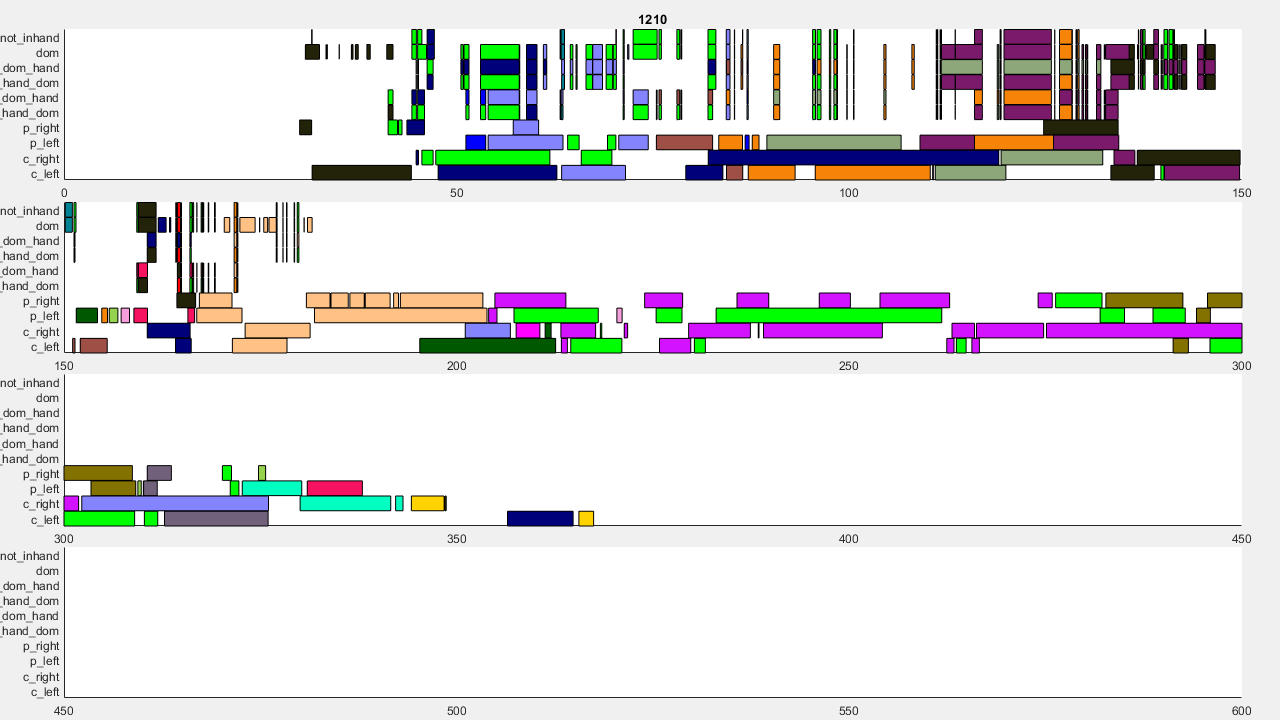 1210
not_inhand
dom
_dom_hand
_hand_dom
_dom_hand
_hand_dom
p_right
p_left
c_right
c_left
0 50 100 150
not_inhand
dom
_dom_hand
_hand_dom
_dom_hand
_hand_dom
p_right
p_left
c_right
c_left
150 200 250 300
not_inhand
dom
_dom_hand
_hand_dom
_dom_hand
_hand_dom
p_right
p_left
c_right
c_left
300 350 400 450
not_inhand
dom
_dom_hand
_hand_dom
_dom_hand
_hand_dom
p_right
p_left
c_right
c_left
450 500 550 600